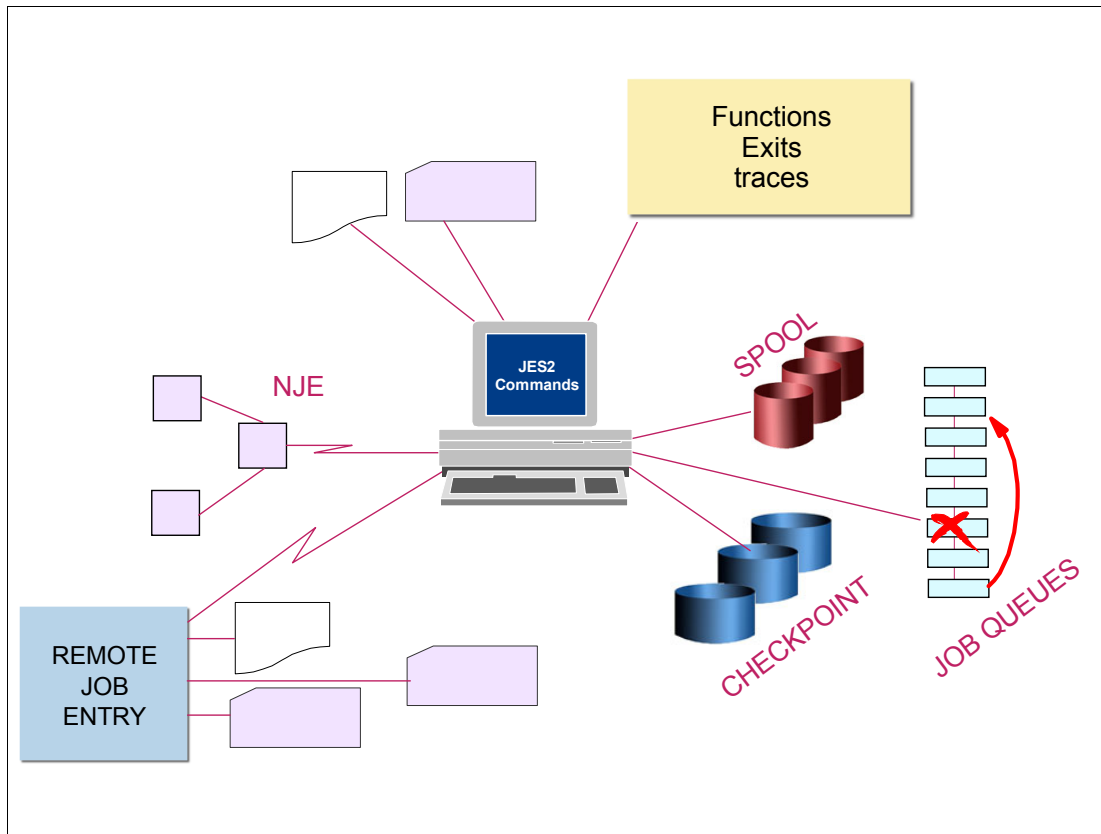 Functions
Exits
traces
JES2
Commands
SPOOL
NJE
CHECKPOINT
JOB QUEUES
REMOTE
JOB
ENTRY